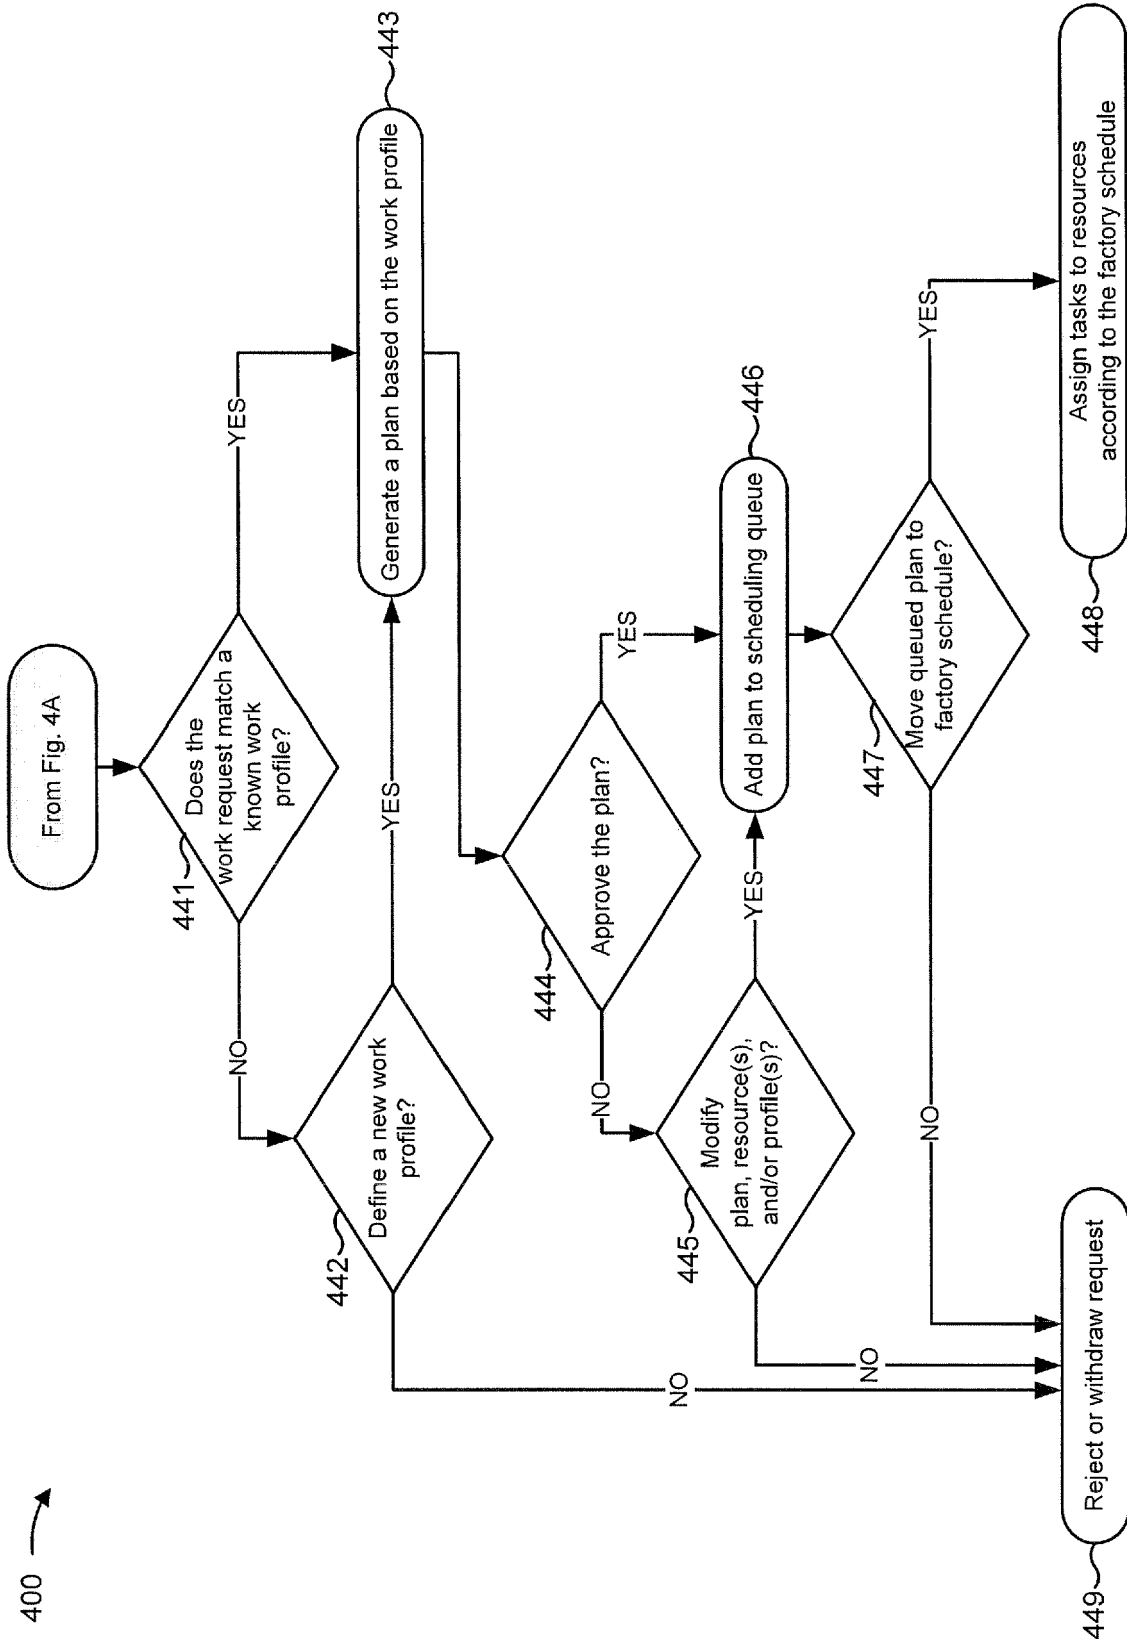 400
From Fig. 4A
441
Does the
work request match a
known work
profile?
NO
YES
442
Define a new work
profile?
YES
NO
443
Generate a plan based on the work profile
444
Approve the plan?
NO
YES
445
Modify
plan, resource(s),
and/or profile(s)?
YES
NO
446
Add plan to scheduling queue
447
Move queued plan to
factory schedule?
NO
YES
448
Assign tasks to resources
according to the factory schedule
449
Reject or withdraw request